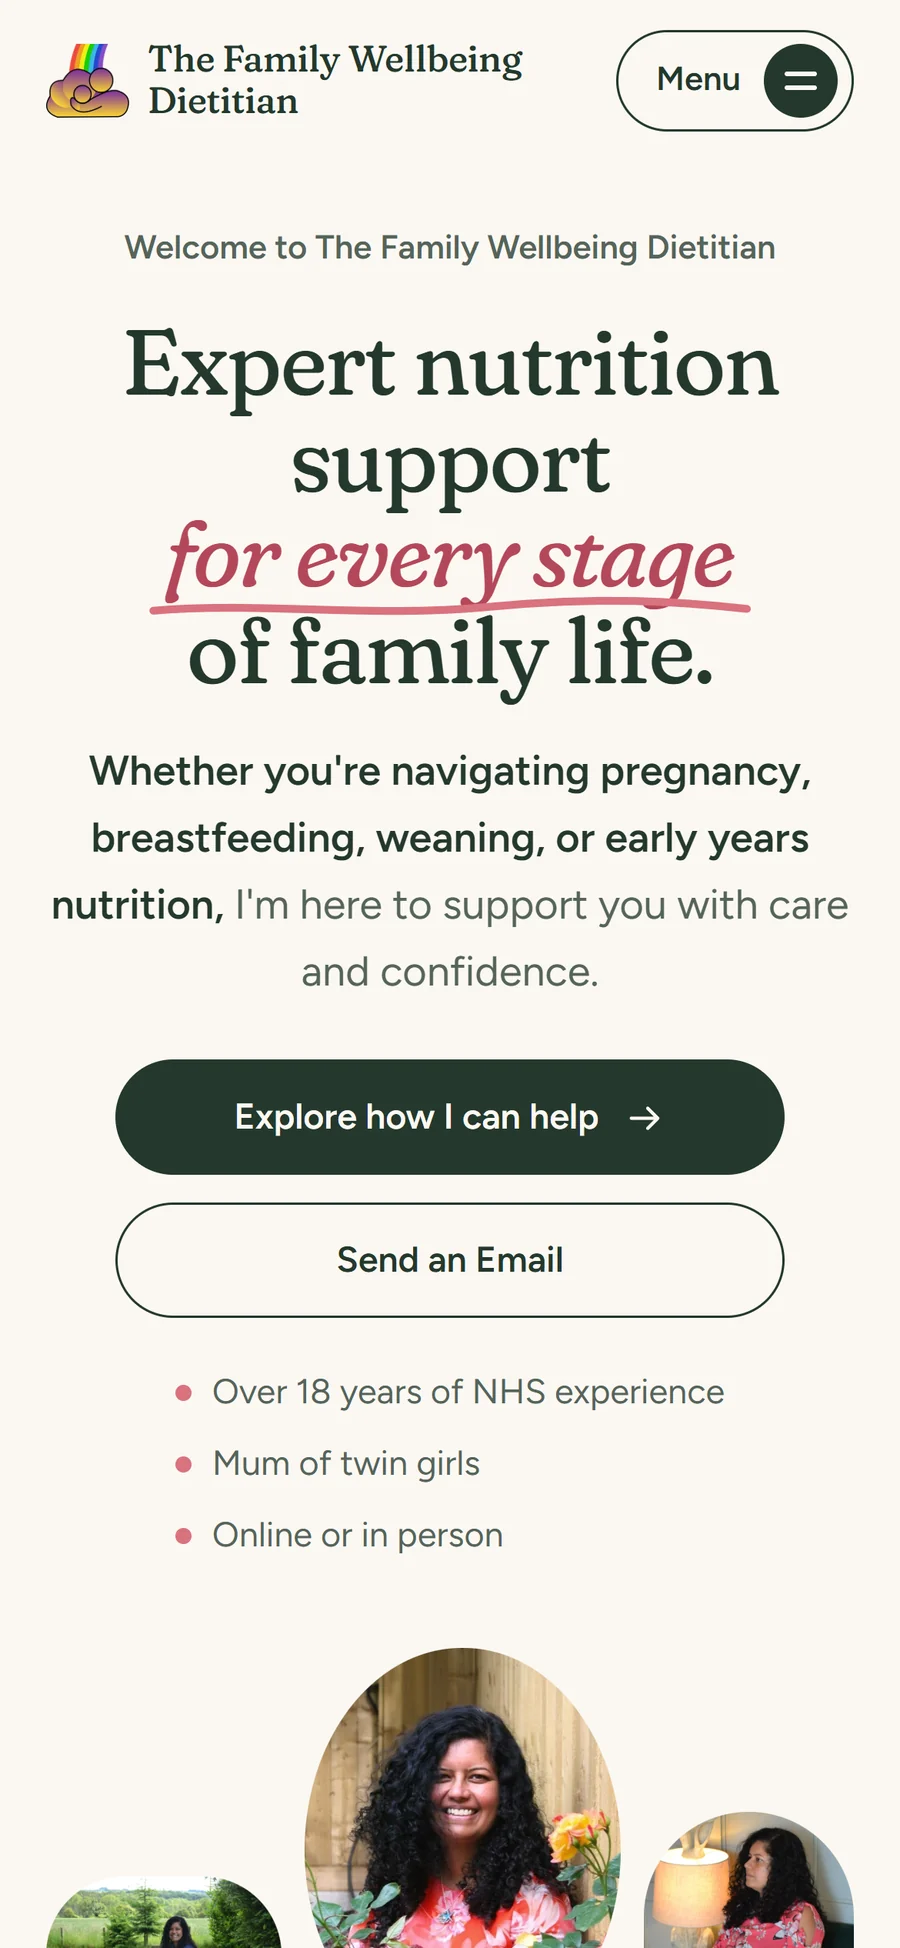 The Family Wellbeing
Dietitian
Menu
Welcome to The Family Wellbeing Dietitian
Expert nutrition
support
for every stage
of family life.
Whether you're navigating pregnancy,
breastfeeding, weaning, or early years
nutrition, I'm here to support you with care
and confidence.
Explore how I can help →
Send an Email
Over 18 years of NHS experience
Mum of twin girls
Online or in person